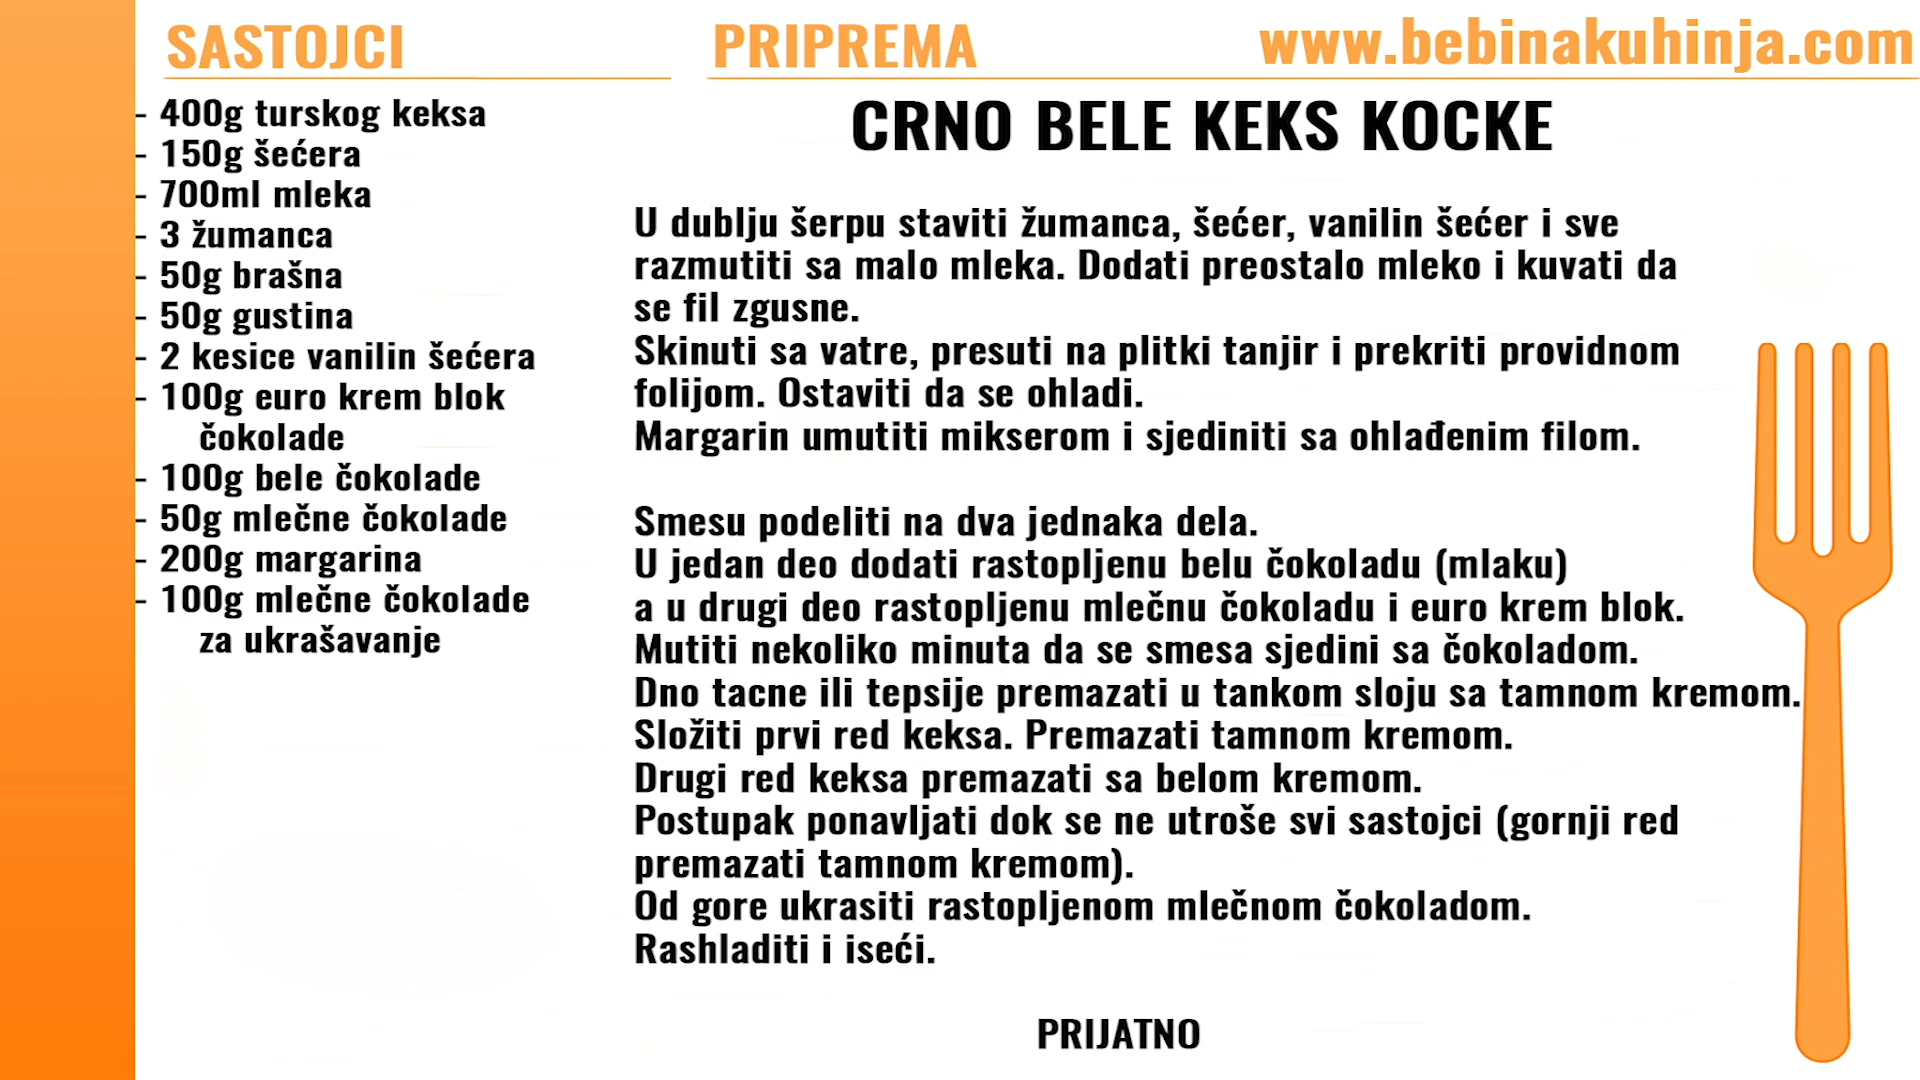 SASTOJCI
- 400g turskog keksa
- 150g šećera
- 700ml mleka
- 3 žumanca
- 50g brašna
- 50g gustina
- 2 kesice vanilin šećera
- 100g euro krem blok
čokolade
- 100g bele čokolade
- 50g mlečne čokolade
- 200g margarina
- 100g mlečne čokolade
za ukrašavanje
PRIPREMA
www.bebinakuhinja.com
CRNO BELE KEKS KOCKE
U dublju šerpu staviti žumanca, šećer, vanilin šećer i sve
razmutiti sa malo mleka. Dodati preostalo mleko i kuvati da
se fil zgusne.
Skinuti sa vatre, presuti na plitki tanjir i prekriti providnom
folijom. Ostaviti da se ohladi.
Margarin umutiti mikserom i sjediniti sa ohlađenim filom.
Smesu podeliti na dva jednaka dela.
U jedan deo dodati rastopljenu belu čokoladu (mlaku)
a u drugi deo rastopljenu mlečnu čokoladu i euro krem blok.
Mutiti nekoliko minuta da se smesa sjedini sa čokoladom.
Dno tacne ili tepsije premazati u tankom sloju sa tamnom kremom.
Složiti prvi red keksa. Premazati tamnom kremom.
Drugi red keksa premazati sa belom kremom.
Postupak ponavljati dok se ne utroše svi sastojci (gornji red
premazati tamnom kremom).
Od gore ukrasiti rastopljenom mlečnom čokoladom.
Rashladiti i iseći.
PRIJATNO